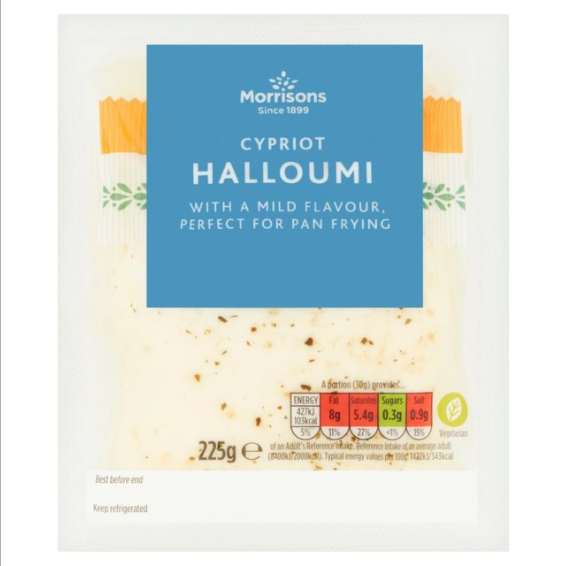 Morrisons
Since 1899
CYPRIOT
HALLOUMI
WITH A MILD FLAVOUR,
PERFECT FOR PAN FRYING
A portion (30g) provides...
ENERGY Fat Saturates Sugars Salt
427kJ
103kcal 8g 5.4g 0.3g 0.9g
5% 11% 27% <1% 15%
Vegetarian
225g ℮
of an Adult's Reference Intake. Reference intake of an average adult
(8400kJ/2000kcal). Typical energy values per 100g: 1422kJ/343kcal
Best before end
Keep refrigerated